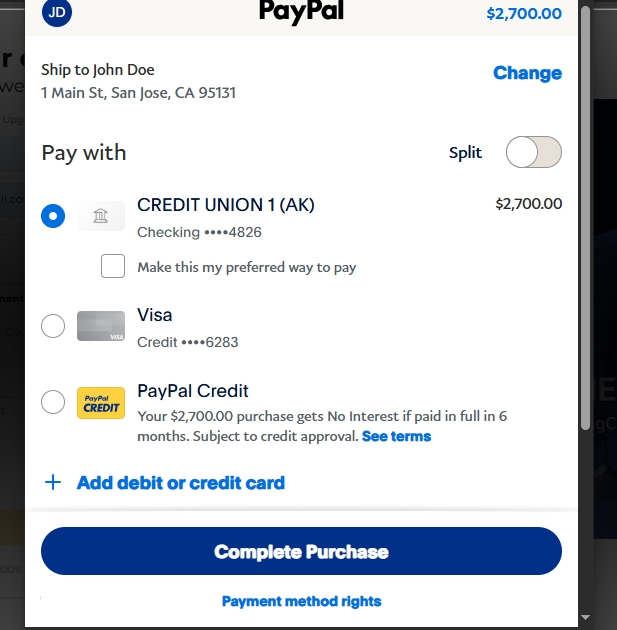 JD
PayPal
$2,700.00
Ship to John Doe
Change
1 Main St, San Jose, CA 95131
Pay with
Split
CREDIT UNION 1 (AK)
$2,700.00
Checking ••••4826
Make this my preferred way to pay
Visa
VISA
Credit ••••6283
PayPal Credit
PayPal
CREDIT
Your $2,700.00 purchase gets No Interest if paid in full in 6
months. Subject to credit approval. See terms
+ Add debit or credit card
Complete Purchase
Payment method rights